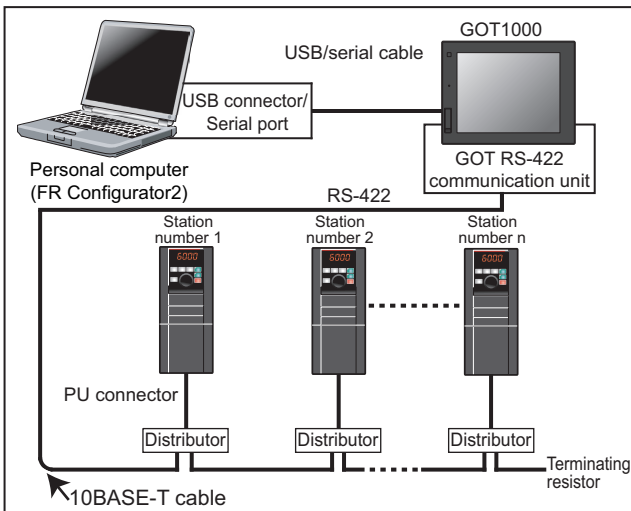 GOT1000
USB/serial cable
USB connector/
Serial port
GOT RS-422
communication unit
Personal computer
(FR Configurator2)
RS-422
Station
number 1
Station
number 2
Station
number n
6000
6000
6000
PU connector
Distributor
Distributor
Distributor
Terminating
resistor
10BASE-T cable